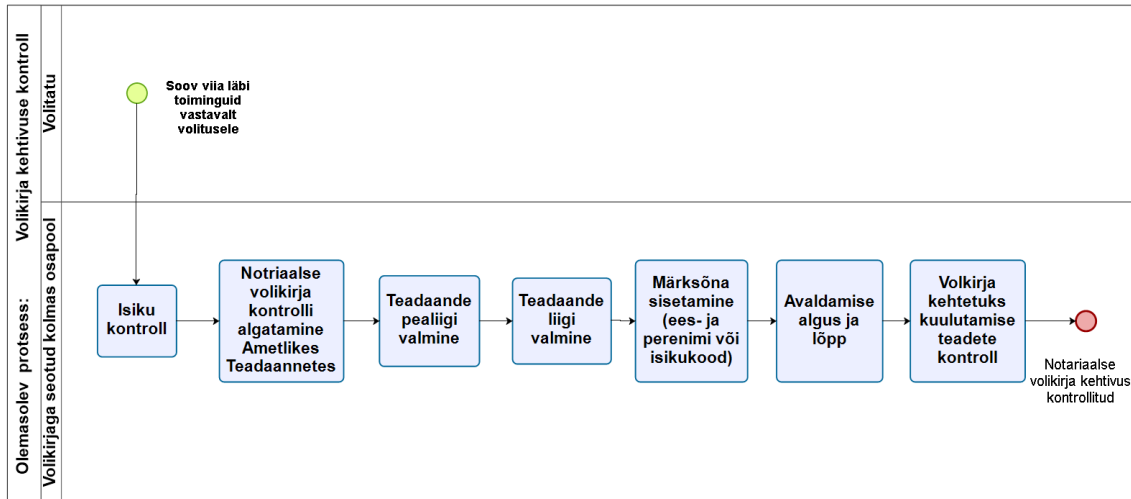 Olemasolev protsess: Volikirja kehtivuse kontroll
Volitatu
Soov viia läbi
toiminguid
vastavalt
volitusele
Volikirjaga seotud kolmas osapool
Isiku
kontroll
Notriaalse
volikirja
kontrolli
algatamine
Ametlikes
Teadaannetes
Teadaande
pealiigi
valmine
Teadaande
liigi
valmine
Märksõna
sisetamine
(ees- ja
perenimi või
isikukood)
Avaldamise
algus ja
lõpp
Volkirja
kehtetuks
kuulutamise
teadete
kontroll
Notariaalse
volikirja kehtivus
kontrollitud